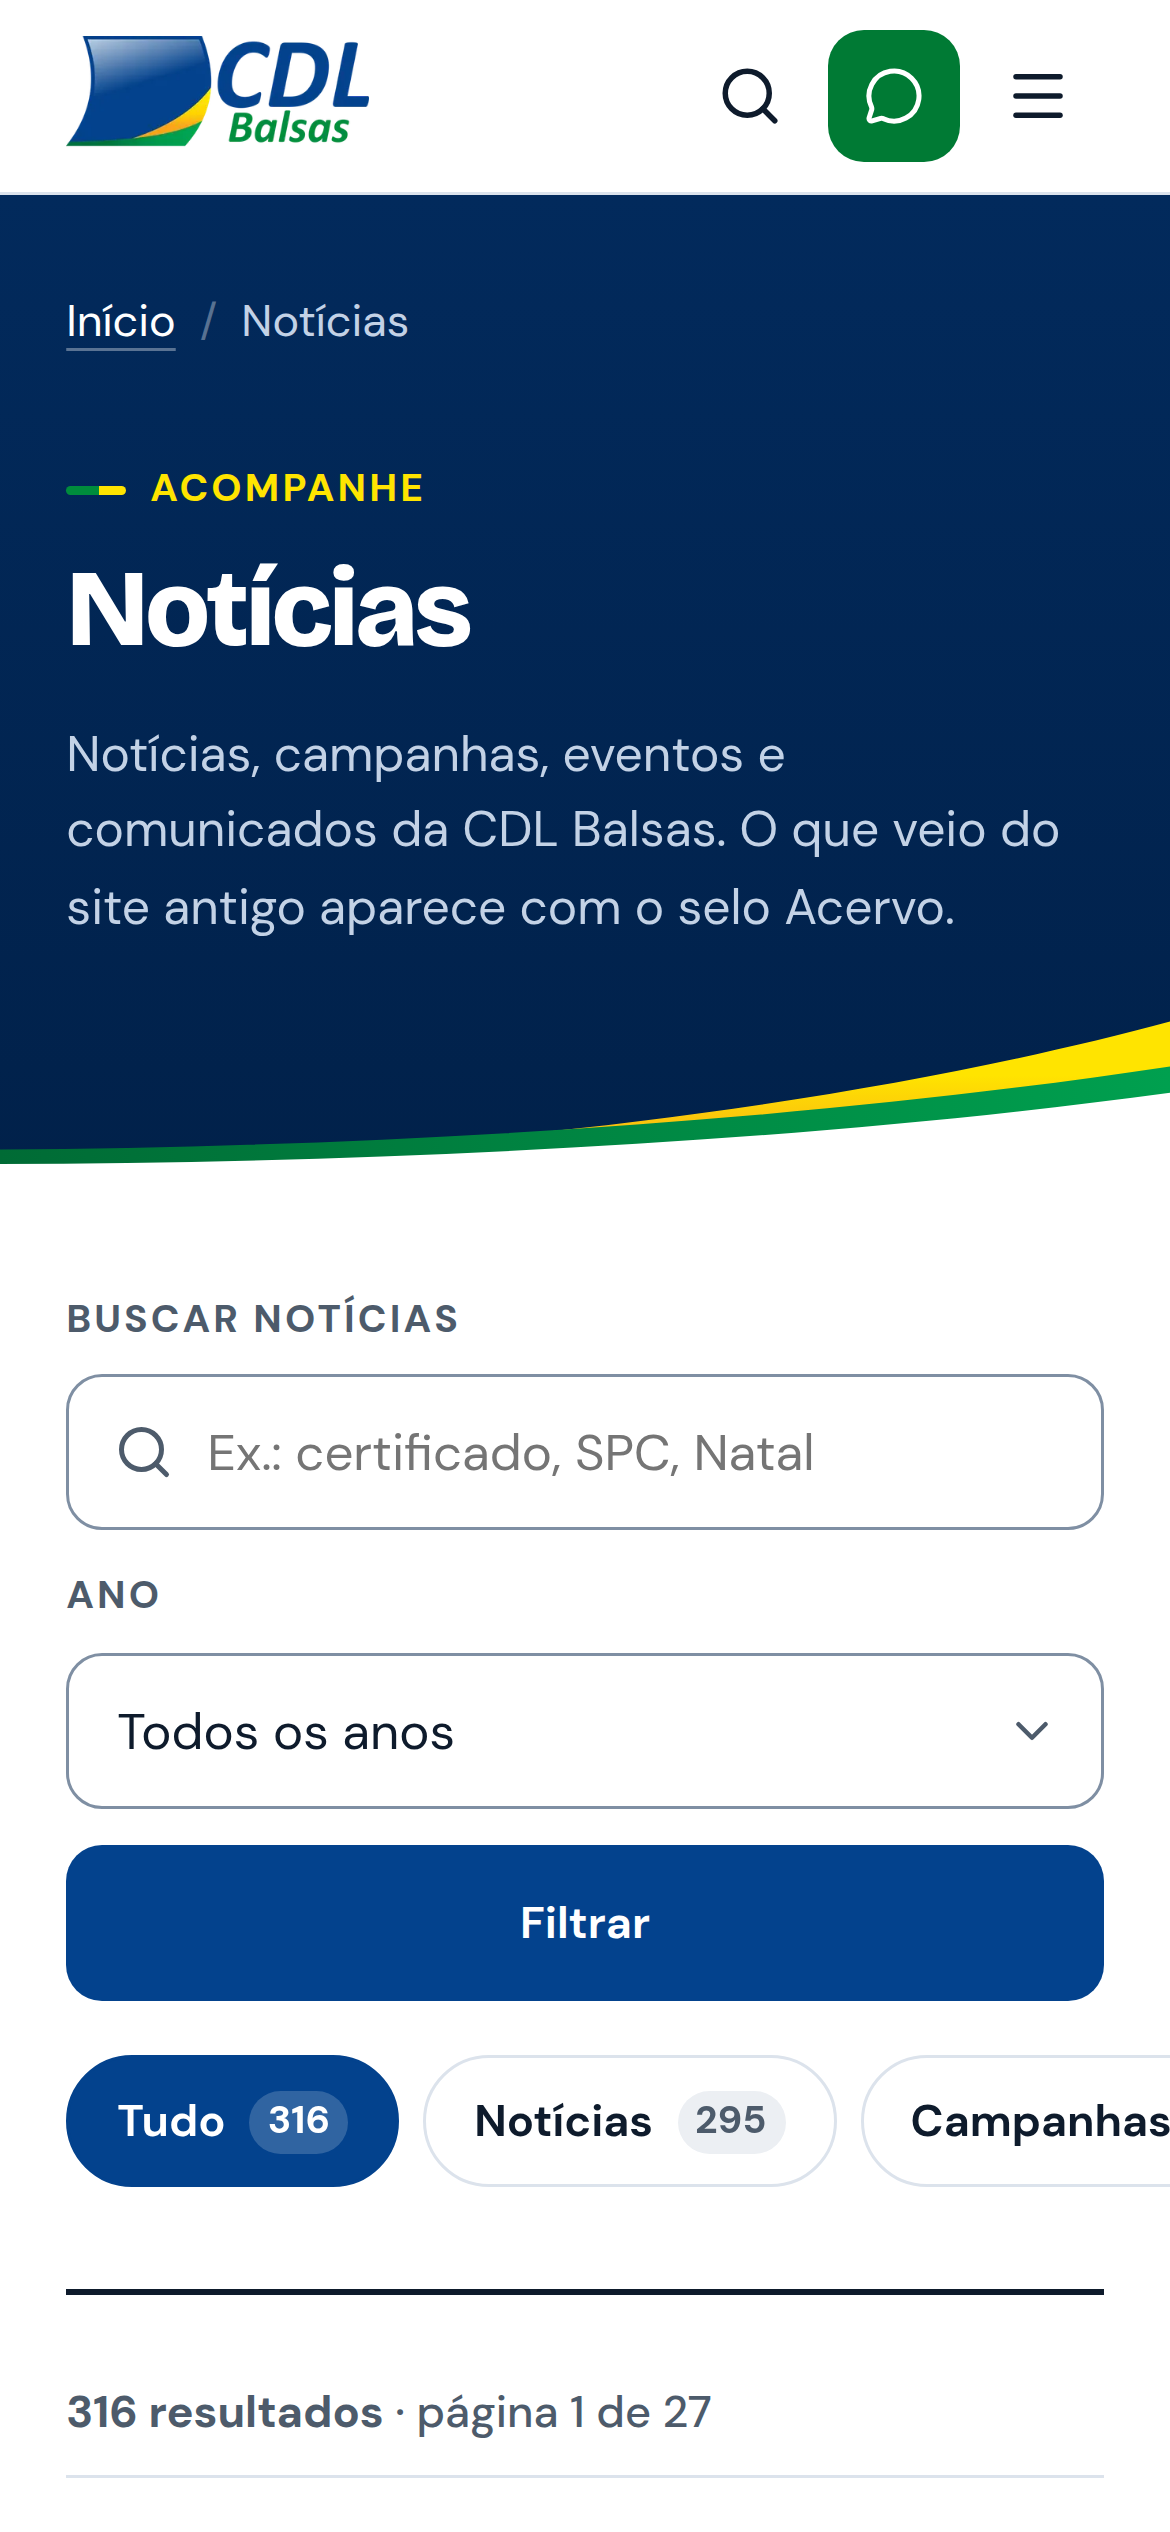 CDL
Balsas
Início / Notícias
ACOMPANHE
Notícias
Notícias, campanhas, eventos e
comunicados da CDL Balsas. O que veio do
site antigo aparece com o selo Acervo.
BUSCAR NOTÍCIAS
Ex.: certificado, SPC, Natal
ANO
Todos os anos
Filtrar
Tudo 316 Notícias 295 Campanhas
316 resultados · página 1 de 27